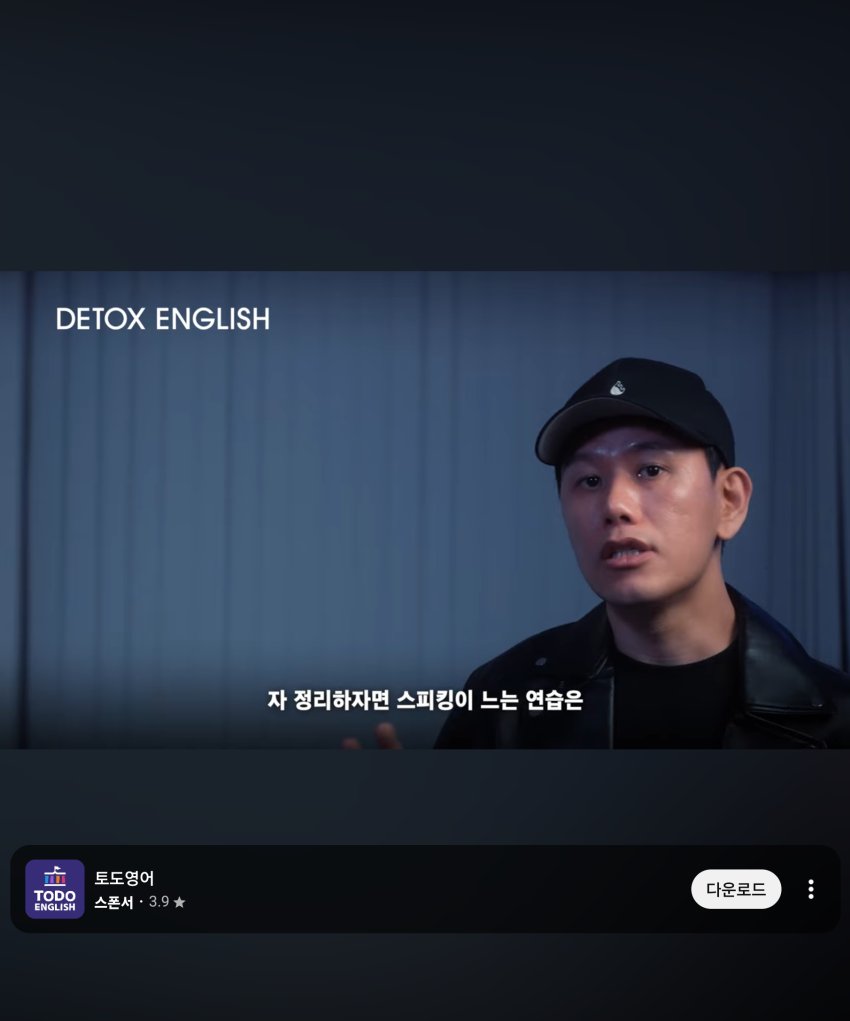 DETOX ENGLISH
자 정리하자면 스피킹이 느는 연습은
TODO
ENGLISH
토도영어
스폰서 · 3.9 ★
다운로드